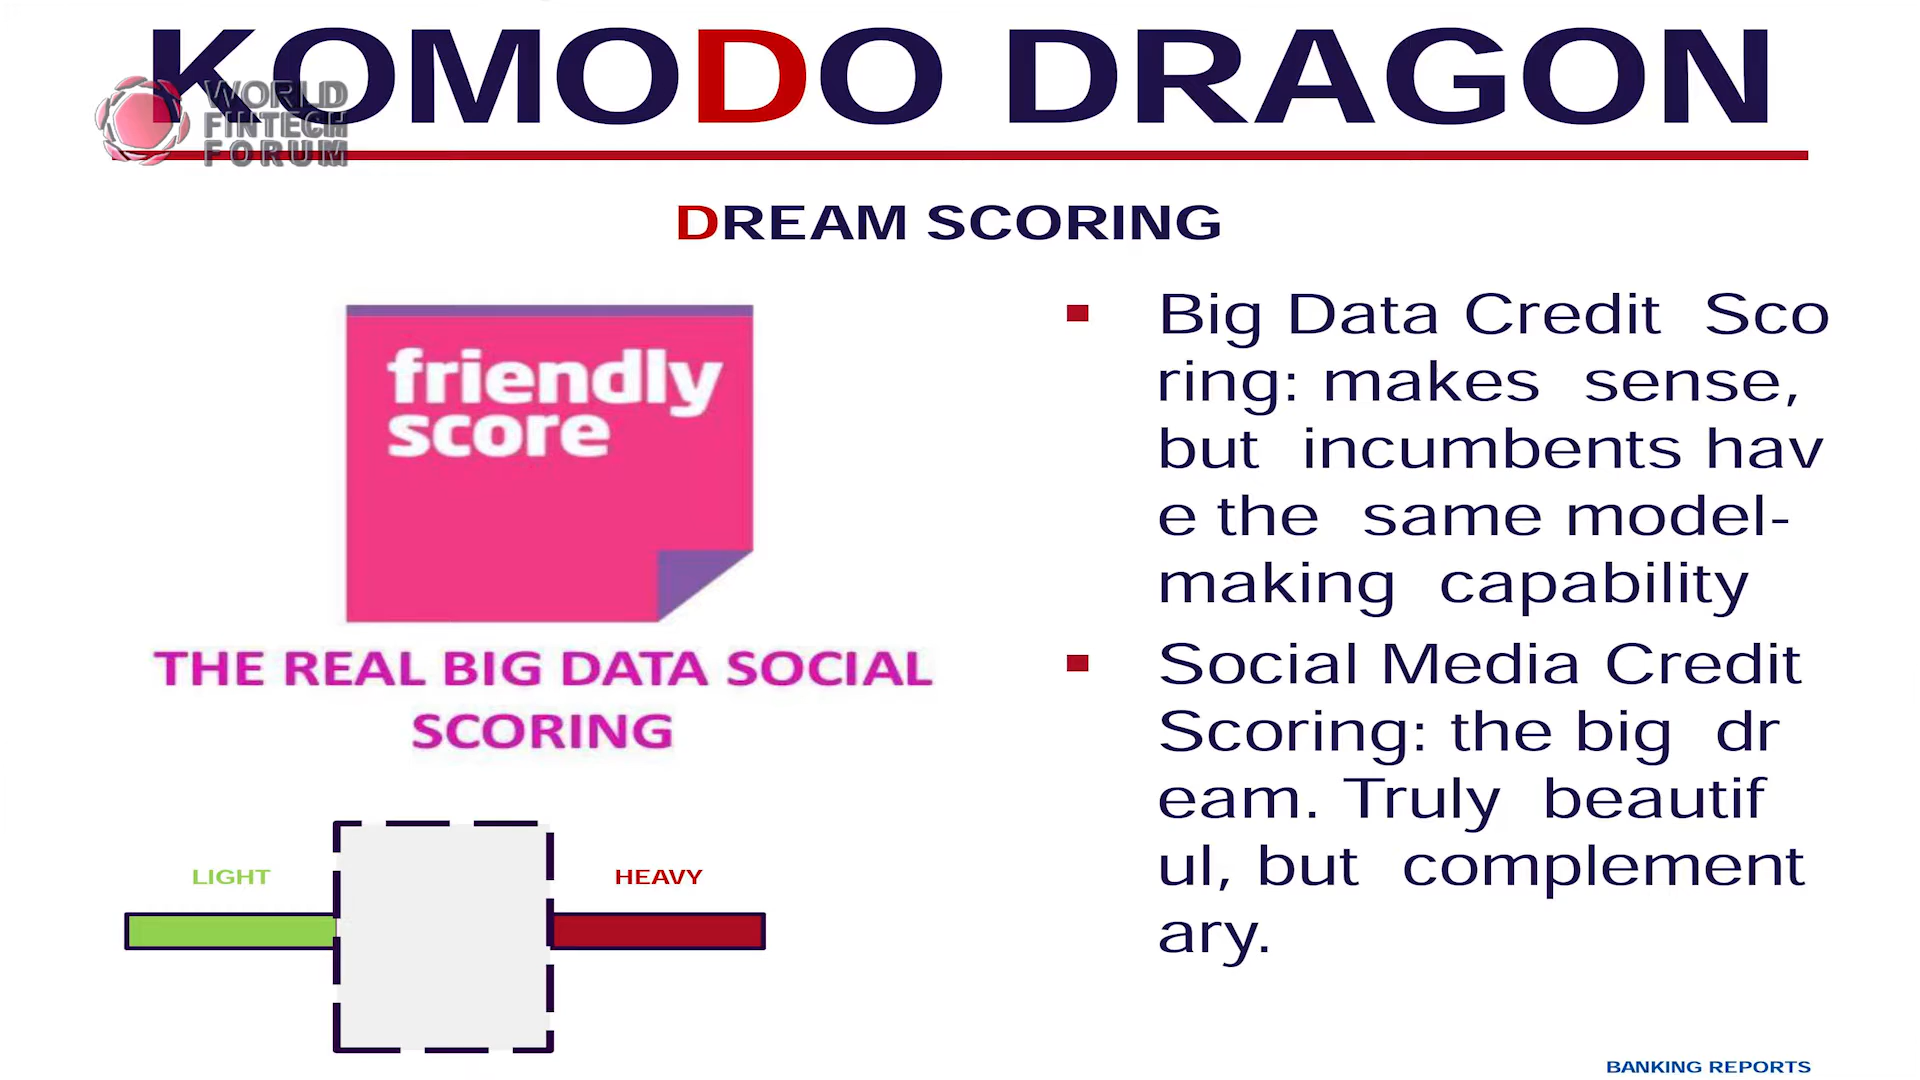 KOMODO DRAGON
WORLD
FINTECH
FORUM
DREAM SCORING
friendly
score
THE REAL BIG DATA SOCIAL
SCORING
LIGHT
HEAVY
Big Data Credit Sco
ring: makes sense,
but incumbents hav
e the same model-
making capability
Social Media Credit
Scoring: the big dr
eam. Truly beautif
ul, but complement
ary.
BANKING REPORTS